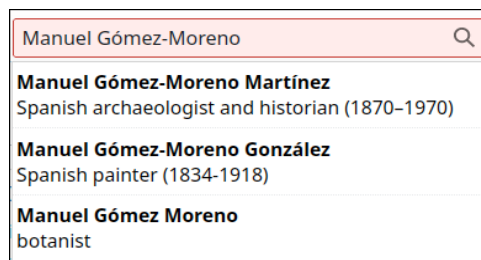 Manuel Gómez-Moreno
Manuel Gómez-Moreno Martínez
Spanish archaeologist and historian (1870–1970)
Manuel Gómez-Moreno González
Spanish painter (1834-1918)
Manuel Gómez Moreno
botanist